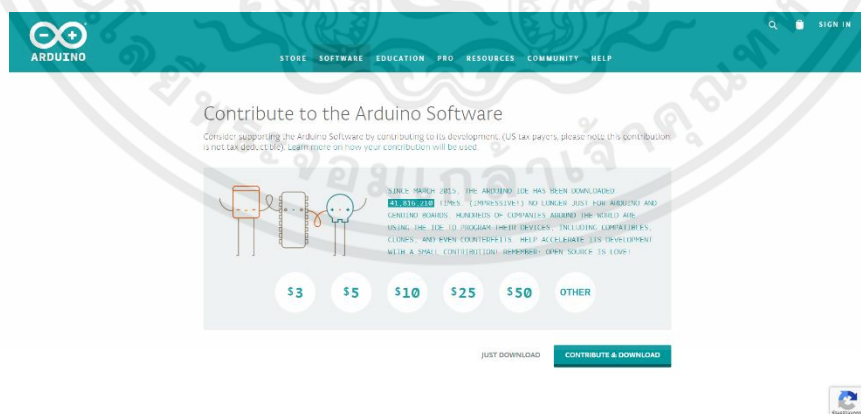 SIGN IN
ARDUINO
STORE SOFTWARE EDUCATION PRO RESOURCES COMMUNITY HELP
Contribute to the Arduino Software
Consider supporting the Arduino Software by contributing to its development. (US tax payers, please note this contribution
is not tax deductible). Learn more on how your contribution will be used.
SINCE MARCH 2015, THE ARDUINO IDE HAS BEEN DOWNLOADED
41,816,210 TIMES. (IMPRESSIVE!) NO LONGER JUST FOR ARDUINO AND
GENUINO BOARDS, HUNDREDS OF COMPANIES AROUND THE WORLD ARE
USING THE IDE TO PROGRAM THEIR DEVICES, INCLUDING COMPATIBLES,
CLONES, AND EVEN COUNTERFEITS. HELP ACCELERATE ITS DEVELOPMENT
WITH A SMALL CONTRIBUTION! REMEMBER: OPEN SOURCE IS LOVE!
$3 $5 $10 $25 $50 OTHER
JUST DOWNLOAD CONTRIBUTE & DOWNLOAD